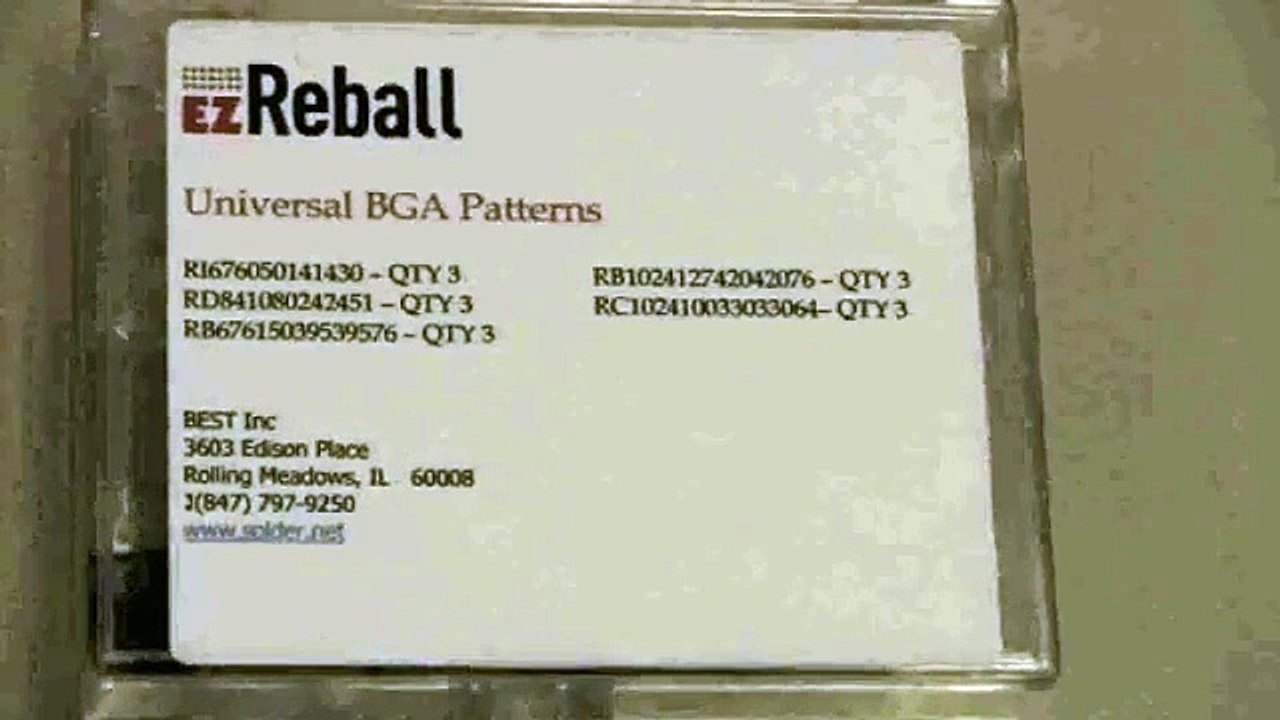 EZReball
Universal BGA Patterns
RI676050141430 – QTY 3
RD841080242451 – QTY 3
RB67615039539576 – QTY 3
RB102412742042076 – QTY 3
RC102410033033064– QTY 3
BEST Inc
3603 Edison Place
Rolling Meadows, IL 60008
1(847) 797-9250
www.solder.net